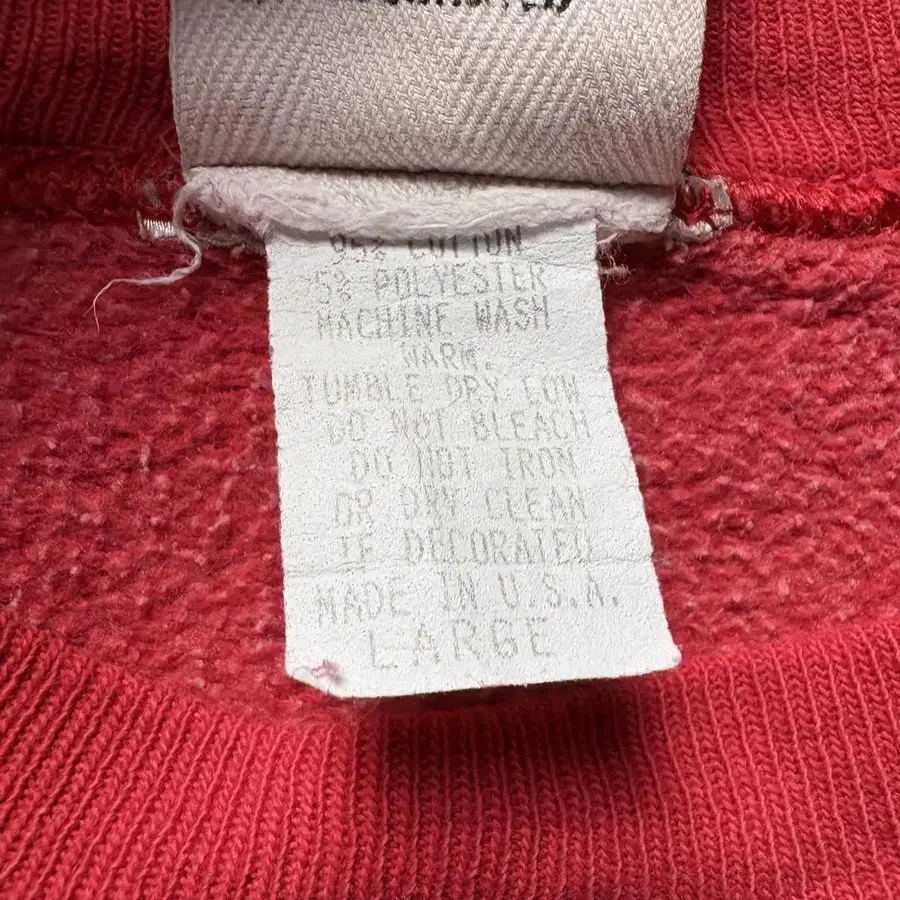 95% COTTON
5% POLYESTER
MACHINE WASH
WARM.
TUMBLE DRY LOW
DO NOT BLEACH
DO NOT IRON
OR DRY CLEAN
IF DECORATED
MADE IN U.S.A.
LARGE